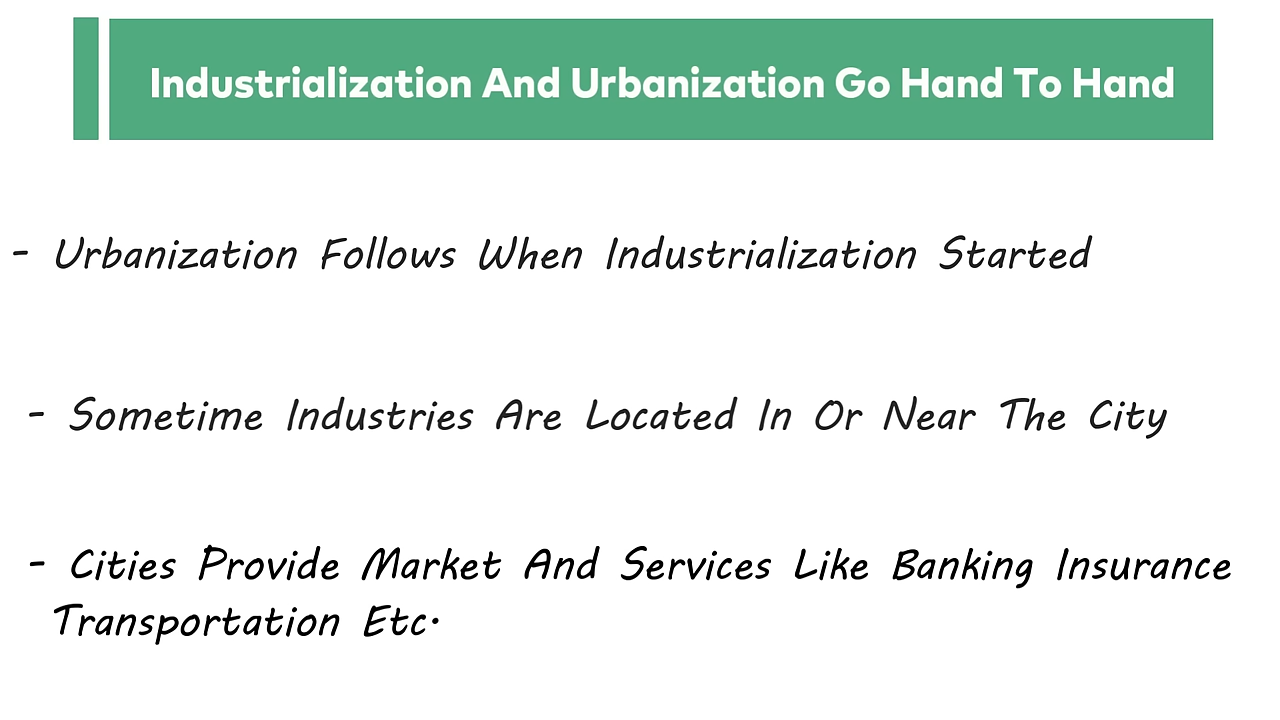 Industrialization And Urbanization Go Hand To Hand
- Urbanization Follows When Industrialization Started
- Sometime Industries Are Located In Or Near The City
- Cities Provide Market And Services Like Banking Insurance
Transportation Etc.